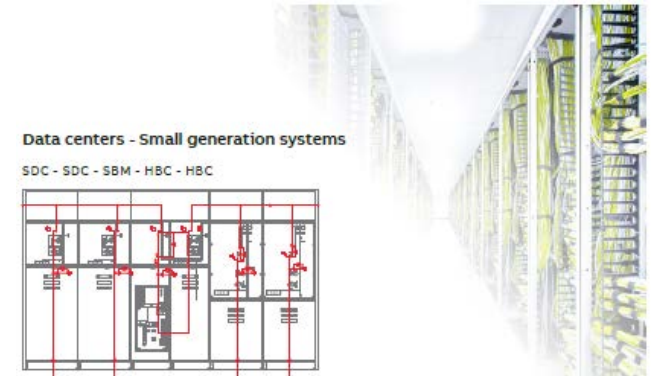 Data centers - Small generation systems
SDC - SDC - SBM - HBC - HBC